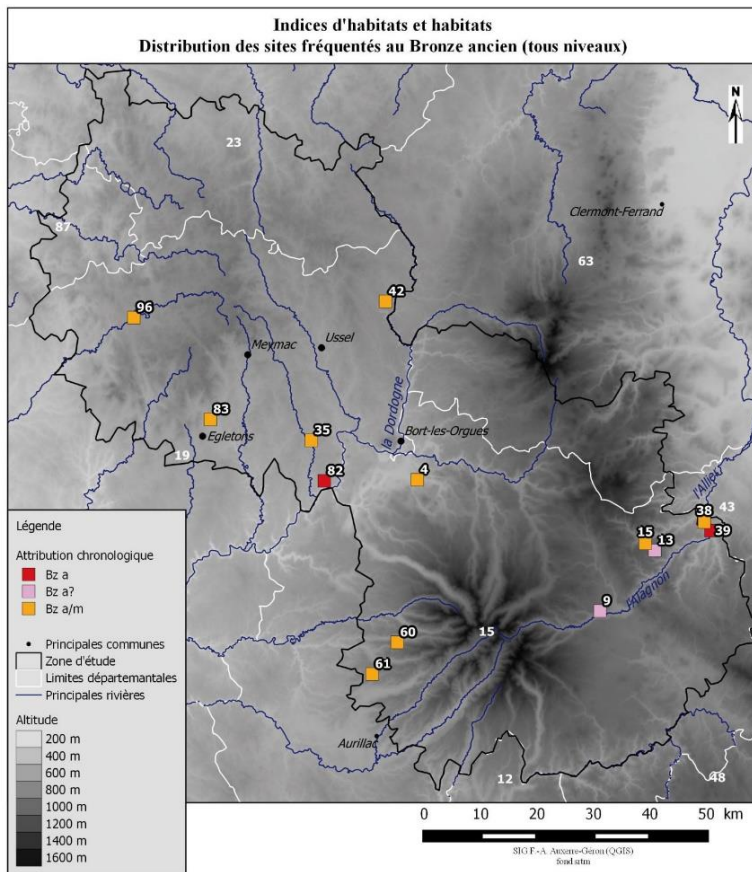 Indices d'habitats et habitats
Distribution des sites fréquentés au Bronze ancien (tous niveaux)
N
23
Clermont-Ferrand
87
63
42
96
Ussel
Meymac
la Dordogne
83
35
Bort-les-Orgues
Egletons
19
82
4
l'Allier
43
38
39
15
13
9
l'Alagnon
15
60
61
Aurillac
12
48
Légende
Attribution chronologique
Bz a
Bz a?
Bz a/m
Principales communes
Zone d'étude
Limites départementales
Principales rivières
Altitude
200 m
400 m
600 m
800 m
1000 m
1200 m
1400 m
1600 m
0 10 20 30 40 50 km
SIG F.-A. Auxerre-Géron (QGIS)
fond srtm